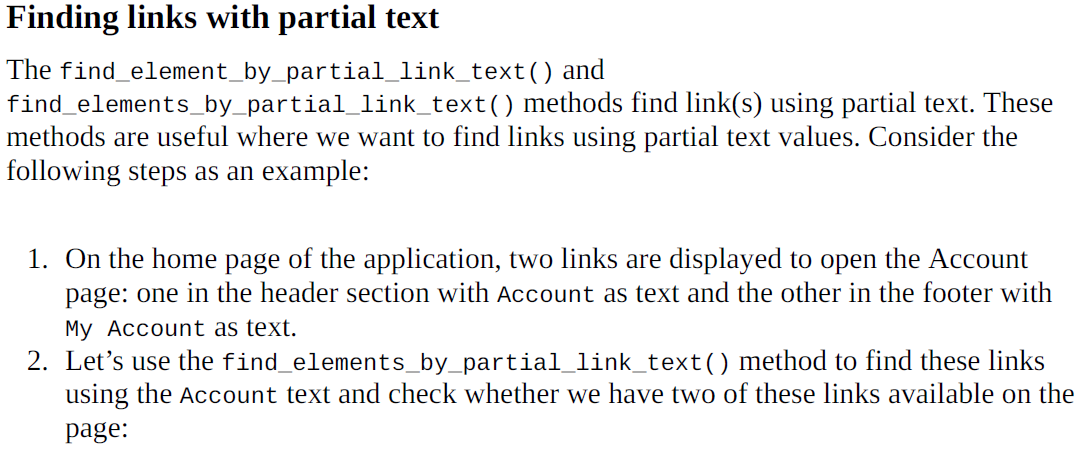 Finding links with partial text
The find_element_by_partial_link_text() and
find_elements_by_partial_link_text() methods find link(s) using partial text. These
methods are useful where we want to find links using partial text values. Consider the
following steps as an example:
1. On the home page of the application, two links are displayed to open the Account
page: one in the header section with Account as text and the other in the footer with
My Account as text.
2. Let’s use the find_elements_by_partial_link_text() method to find these links
using the Account text and check whether we have two of these links available on the
page: